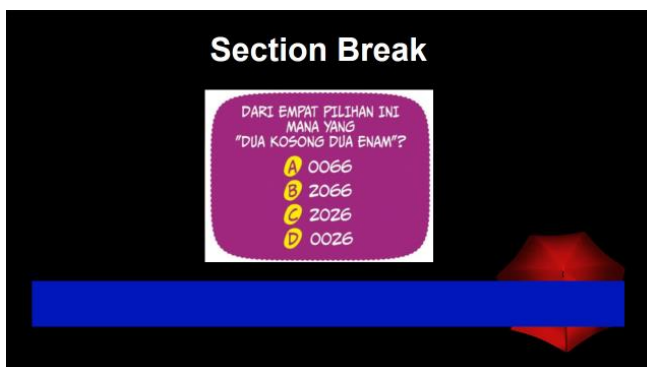 Section Break
DARI EMPAT PILIHAN INI
MANA YANG
"DUA KOSONG DUA ENAM"?
A 0066
B 2066
C 2026
D 0026